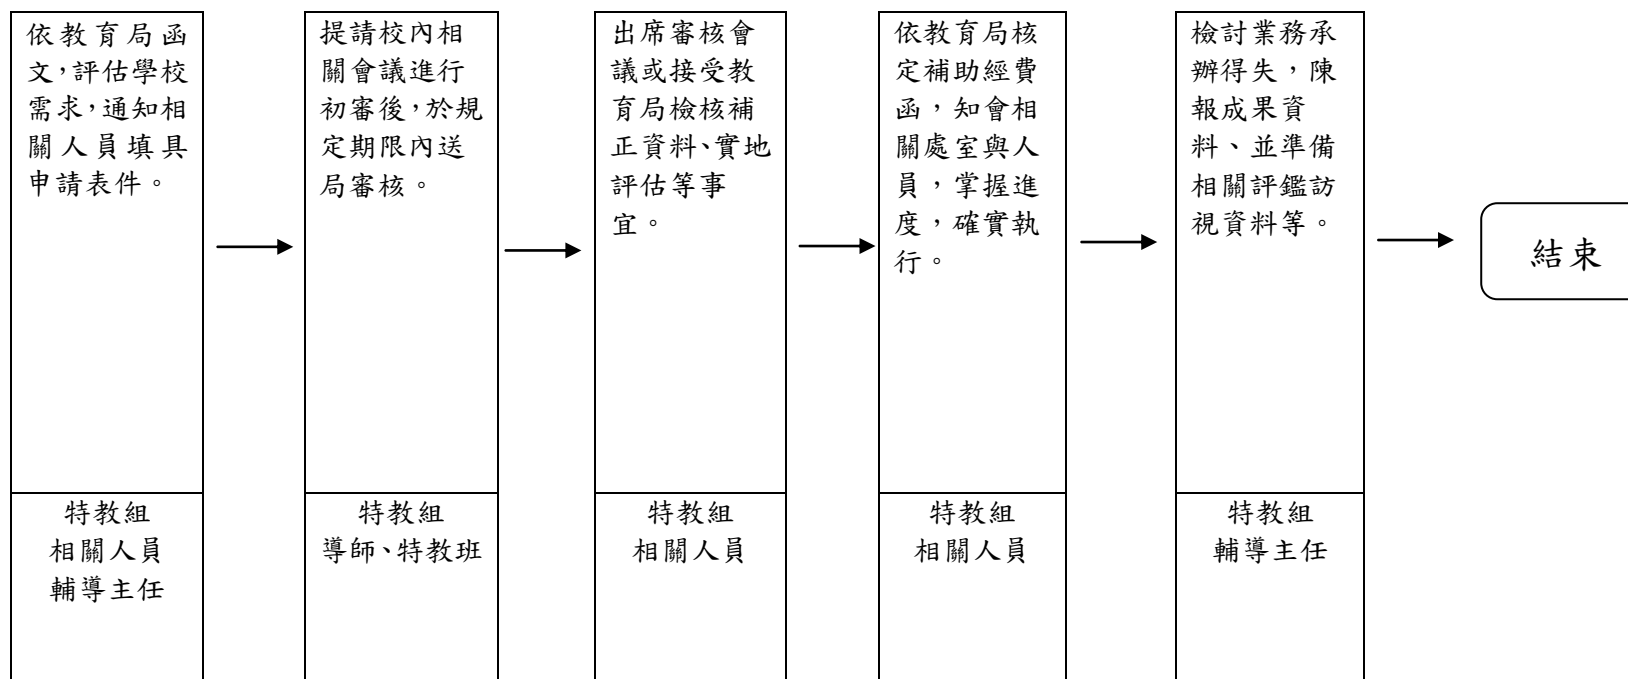 依教育局函
文，評估學校
需求，通知相
關人員填具
申請表件。
特教組
相關人員
輔導主任
提請校內相
關會議進行
初審後，於規
定期限內送
局審核。
特教組
導師、特教班
出席審核會
議或接受教
育局檢核補
正資料、實地
評估等事
宜。
特教組
相關人員
依教育局核
定補助經費
函，知會相
關處室與人
員，掌握進
度，確實執
行。
特教組
相關人員
檢討業務承
辦得失，陳
報成果資
料、並準備
相關評鑑訪
視資料等。
特教組
輔導主任
結束